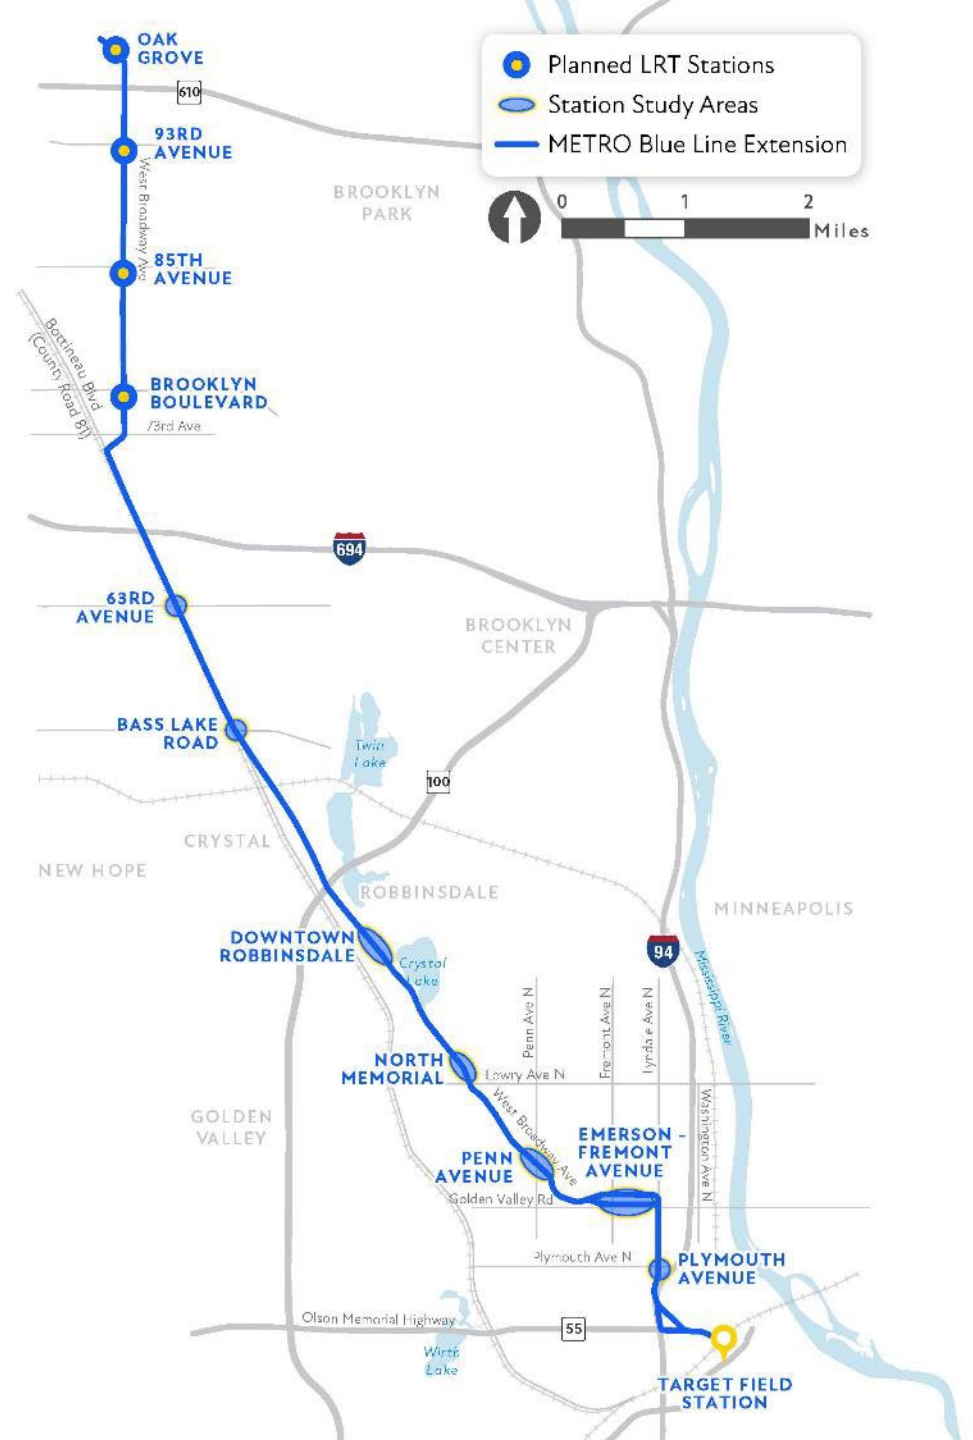 OAK
GROVE
610
Planned LRT Stations
Station Study Areas
METRO Blue Line Extension
0 1 2
Miles
93RD
AVENUE
West Broadway Ave
BROOKLYN
PARK
85TH
AVENUE
Bottineau Blvd
(County Road 81)
BROOKLYN
BOULEVARD
73rd Ave
694
63RD
AVENUE
BROOKLYN
CENTER
BASS LAKE
ROAD
Twin
Lake
100
CRYSTAL
NEW HOPE
ROBBINSDALE
MINNEAPOLIS
DOWNTOWN
ROBBINSDALE
Crystal
Lake
94
Mississippi River
Penn Ave N
Fremont Ave N
Lyndale Ave N
NORTH
MEMORIAL
Lowry Ave N
West Broadway Ave
Washington Ave N
GOLDEN
VALLEY
EMERSON -
FREMONT
AVENUE
PENN
AVENUE
Golden Valley Rd
Plymouth Ave N
PLYMOUTH
AVENUE
Olson Memorial Highway
55
Wirth
Lake
TARGET FIELD
STATION